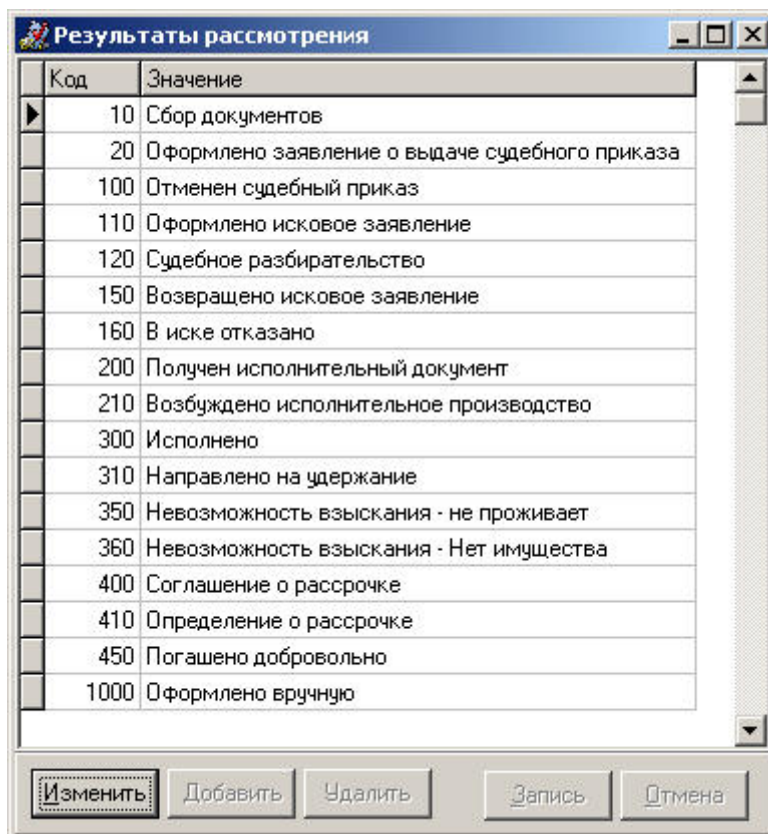 Результаты рассмотрения
Код Значение
10 Сбор документов
20 Оформлено заявление о выдаче судебного приказа
100 Отменен судебный приказ
110 Оформлено исковое заявление
120 Судебное разбирательство
150 Возвращено исковое заявление
160 В иске отказано
200 Получен исполнительный документ
210 Возбуждено исполнительное производство
300 Исполнено
310 Направлено на удержание
350 Невозможность взыскания - не проживает
360 Невозможность взыскания - Нет имущества
400 Соглашение о рассрочке
410 Определение о рассрочке
450 Погашено добровольно
1000 Оформлено вручную
Изменить Добавить Удалить Запись Отмена